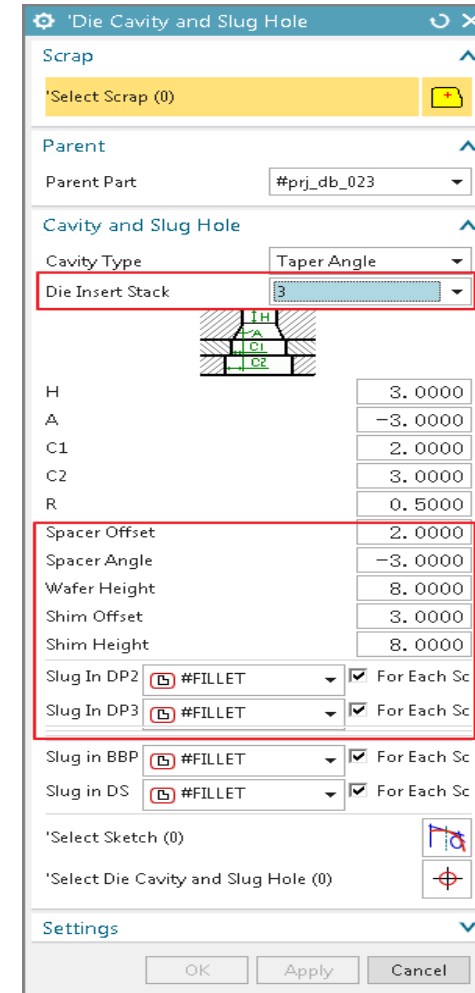 'Die Cavity and Slug Hole
Scrap
'Select Scrap (0)
Parent
Parent Part #prj_db_023
Cavity and Slug Hole
Cavity Type Taper Angle
Die Insert Stack 3
H
A
C1
C2
H 3.0000
A -3.0000
C1 2.0000
C2 3.0000
R 0.5000
Spacer Offset 2.0000
Spacer Angle -3.0000
Wafer Height 8.0000
Shim Offset 3.0000
Shim Height 8.0000
Slug In DP2 #FILLET For Each Sc
Slug In DP3 #FILLET For Each Sc
Slug in BBP #FILLET For Each Sc
Slug in DS #FILLET For Each Sc
'Select Sketch (0)
'Select Die Cavity and Slug Hole (0)
Settings
OK Apply Cancel